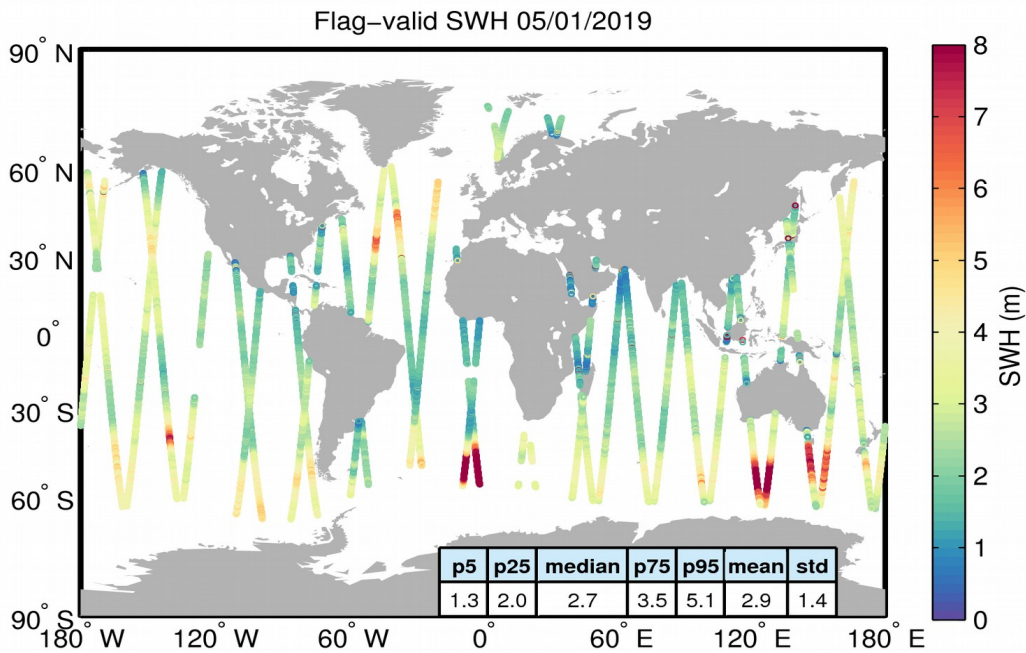 Flag−valid SWH 05/01/2019
90° N
60° N
30° N
0°
30° S
60° S
90° S
180° W
120° W
60° W
0°
60° E
120° E
180° E
p5 p25 median p75 p95 mean std
1.3 2.0 2.7 3.5 5.1 2.9 1.4
8
7
6
5
4
3
2
1
0
SWH (m)